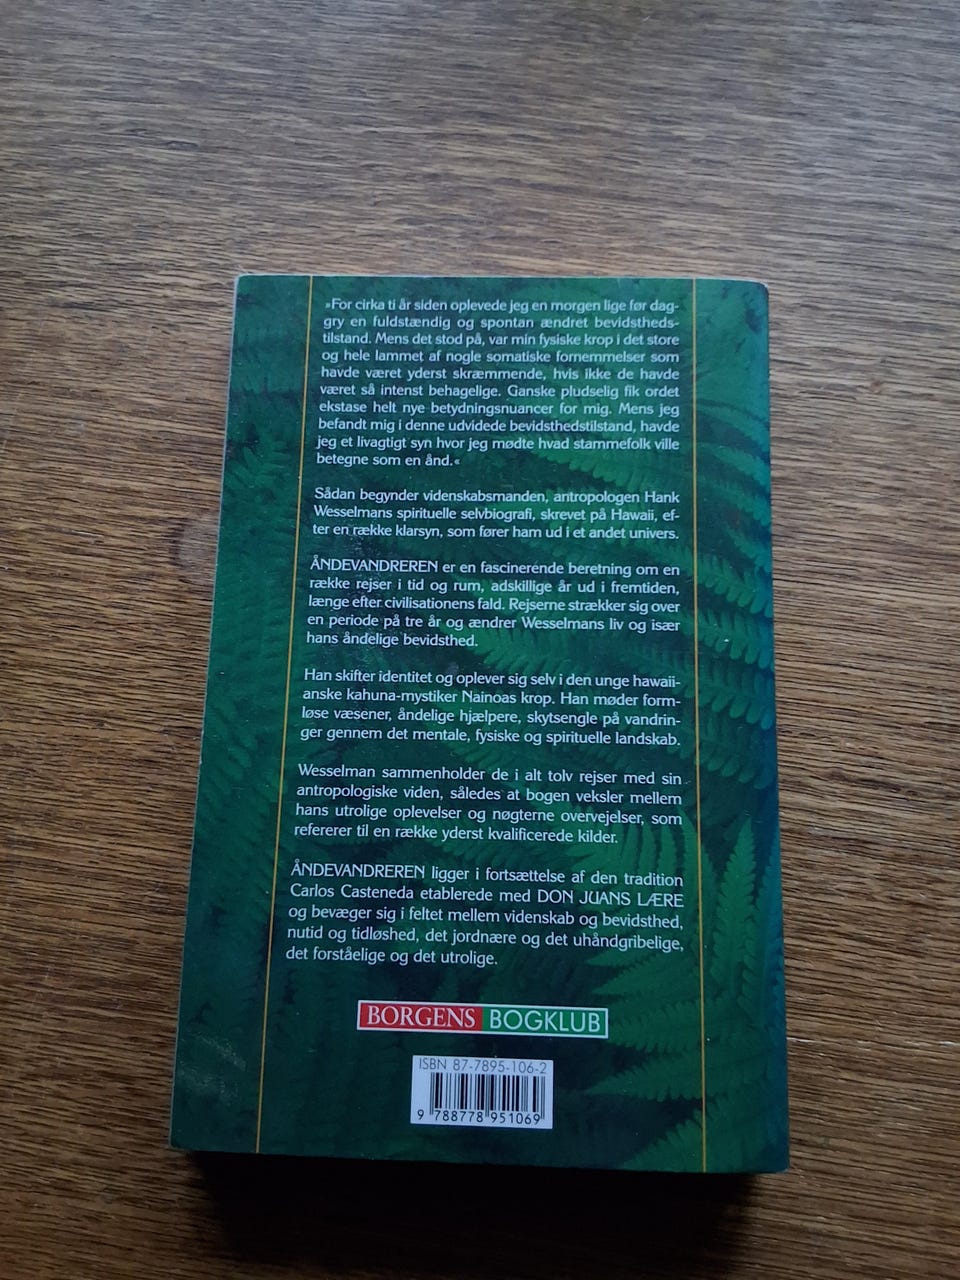 »For cirka ti år siden oplevede jeg en morgen lige før dag-
gry en fuldstændig og spontan ændret bevidstheds-
tilstand. Mens det stod på, var min fysiske krop i det store
og hele lammet af nogle somatiske fornemmelser som
havde været yderst skræmmende, hvis ikke de havde
været så intenst behagelige. Ganske pludselig fik ordet
ekstase helt nye betydningsnuancer for mig. Mens jeg
befandt mig i denne udvidede bevidsthedstilstand, havde
jeg et livagtigt syn hvor jeg mødte hvad stammefolk ville
betegne som en ånd.«
Sådan begynder videnskabsmanden, antropologen Hank
Wesselmans spirituelle selvbiografi, skrevet på Hawaii, ef-
ter en række klarsyn, som fører ham ud i et andet univers.
ÅNDEVANDREREN er en fascinerende beretning om en
række rejser i tid og rum, adskillige år ud i fremtiden,
længe efter civilisationens fald. Rejserne strækker sig over
en periode på tre år og ændrer Wesselmans liv og især
hans åndelige bevidsthed.
Han skifter identitet og oplever sig selv i den unge hawaii-
anske kahuna-mystiker Nainoas krop. Han møder form-
løse væsener, åndelige hjælpere, skytsengle på vandrin-
ger gennem det mentale, fysiske og spirituelle landskab.
Wesselman sammenholder de i alt tolv rejser med sin
antropologiske viden, således at bogen veksler mellem
hans utrolige oplevelser og nøgterne overvejelser, som
refererer til en række yderst kvalificerede kilder.
ÅNDEVANDREREN ligger i fortsættelse af den tradition
Carlos Casteneda etablerede med DON JUANS LÆRE
og bevæger sig i feltet mellem videnskab og bevidsthed,
nutid og tidløshed, det jordnære og det uhåndgribelige,
det forståelige og det utrolige.
BORGENS BOGKLUB
ISBN 87-7895-106-2
9 788778 951069